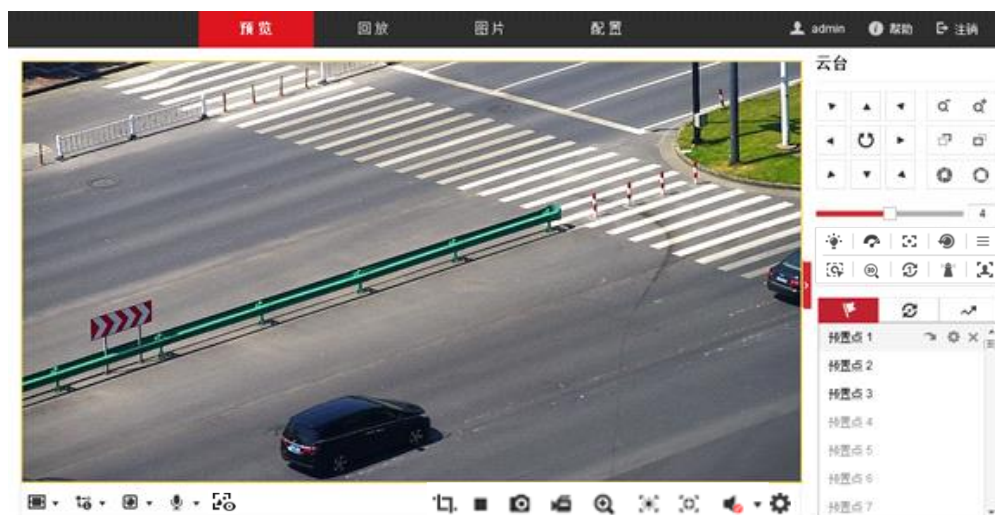 预览 回放 图片 配置 admin 帮助 注销
云台
4
预置点 1
预置点 2
预置点 3
预置点 4
预置点 5
预置点 6
预置点 7